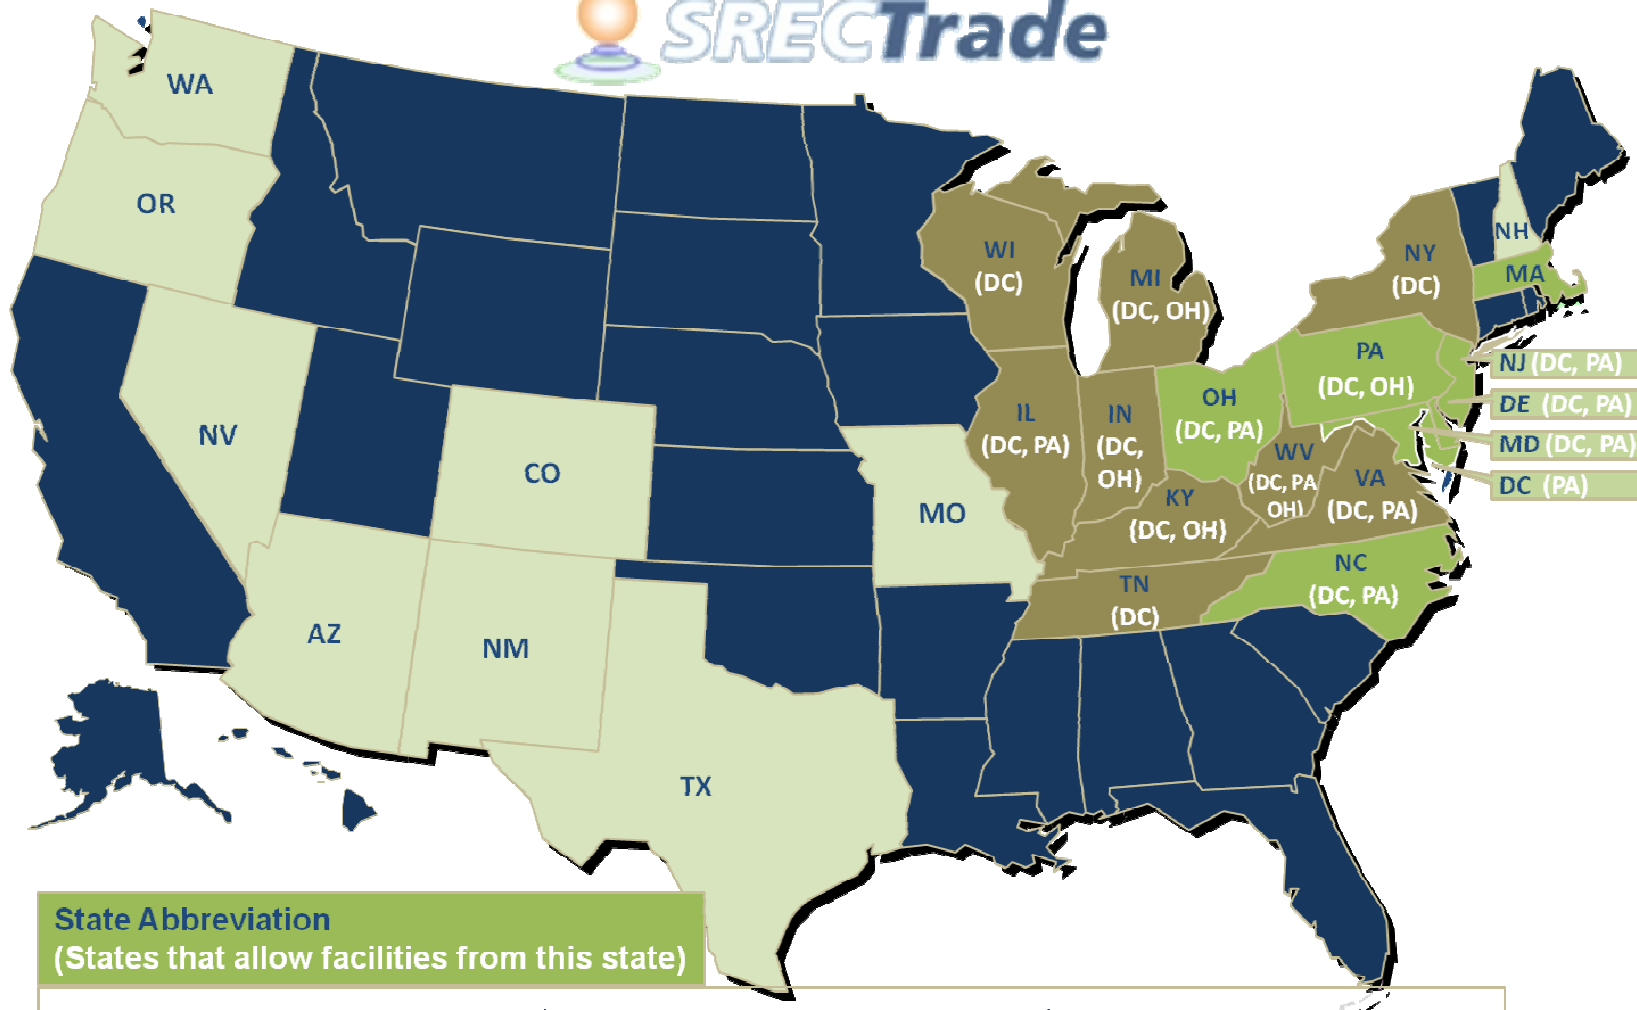 SRECTrade
WA
OR
NV
CO
AZ
NM
TX
MO
WI
(DC)
MI
(DC, OH)
IL
(DC, PA)
IN
(DC,
OH)
OH
(DC, PA)
KY
(DC, OH)
WV
(DC, PA
OH)
VA
(DC, PA)
TN
(DC)
NC
(DC, PA)
PA
(DC, OH)
NY
(DC)
NH
MA
NJ (DC, PA)
DE (DC, PA)
MD (DC, PA)
DC (PA)
State Abbreviation
(States that allow facilities from this state)